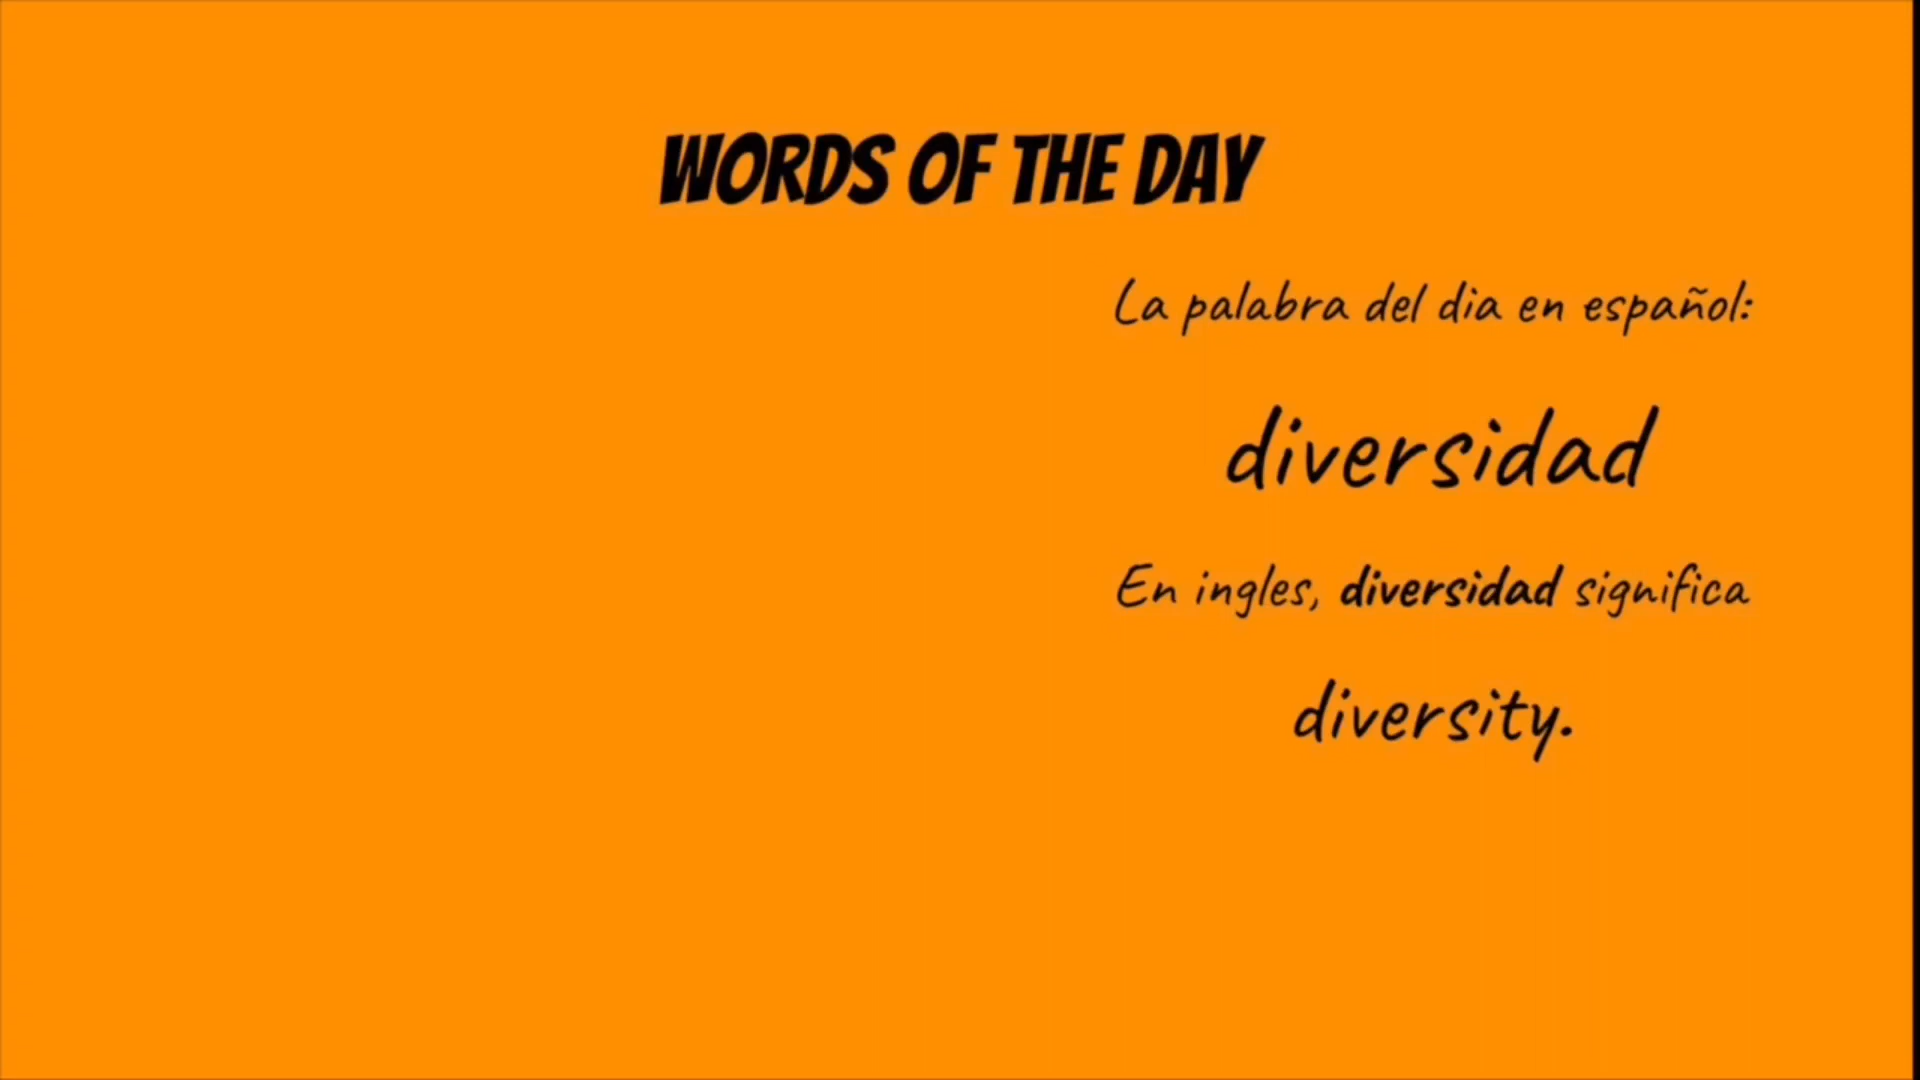 WORDS OF THE DAY
La palabra del dia en español:
diversidad
En ingles, diversidad significa
diversity.